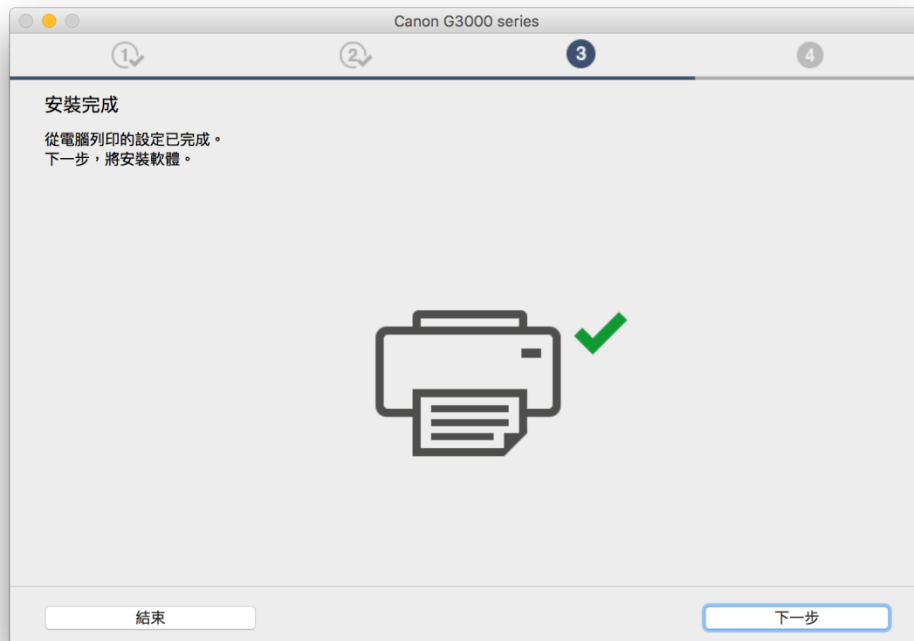 Canon G3000 series
1
2
3
4
安裝完成
從電腦列印的設定已完成。
下一步，將安裝軟體。
結束
下一步